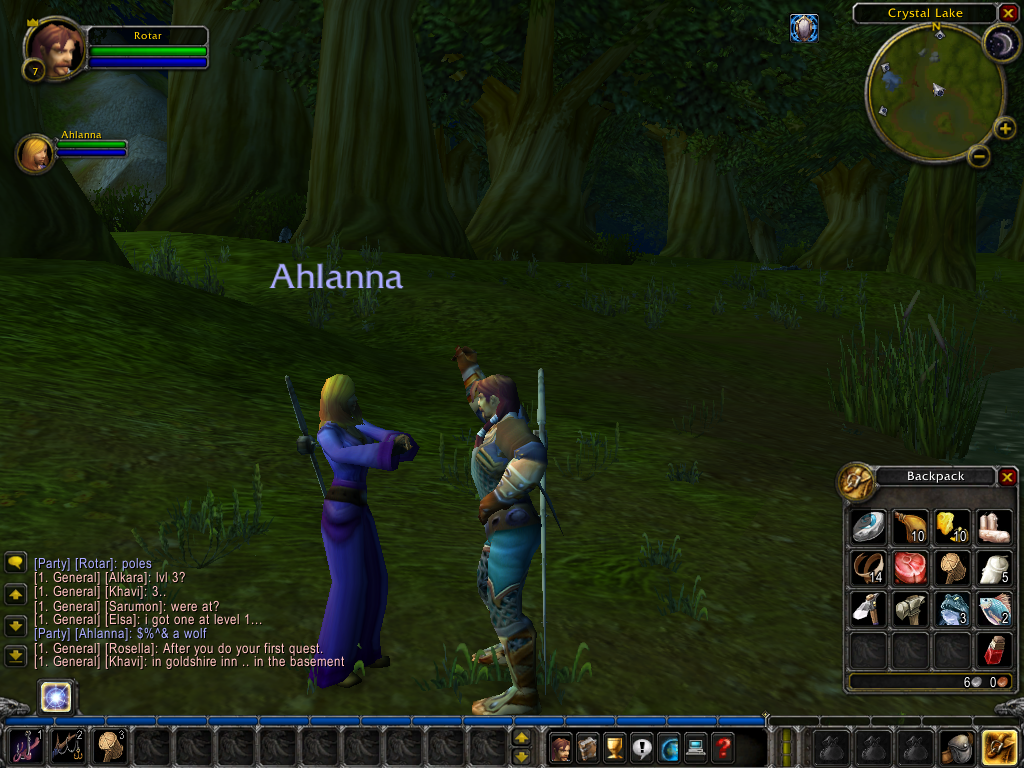 Rotar
7
Ahlanna
Crystal Lake
N
Ahlanna
Backpack
10
10
14
5
3
2
6 0
[Party] [Rotar]: poles
[1. General] [Alkara]: lvl 3?
[1. General] [Khavi]: 3..
[1. General] [Sarumon]: were at?
[1. General] [Elsa]: i got one at level 1...
[Party] [Ahlanna]: $%^& a wolf
[1. General] [Rosella]: After you do your first quest.
[1. General] [Khavi]: in goldshire inn .. in the basement
1
2
3
?